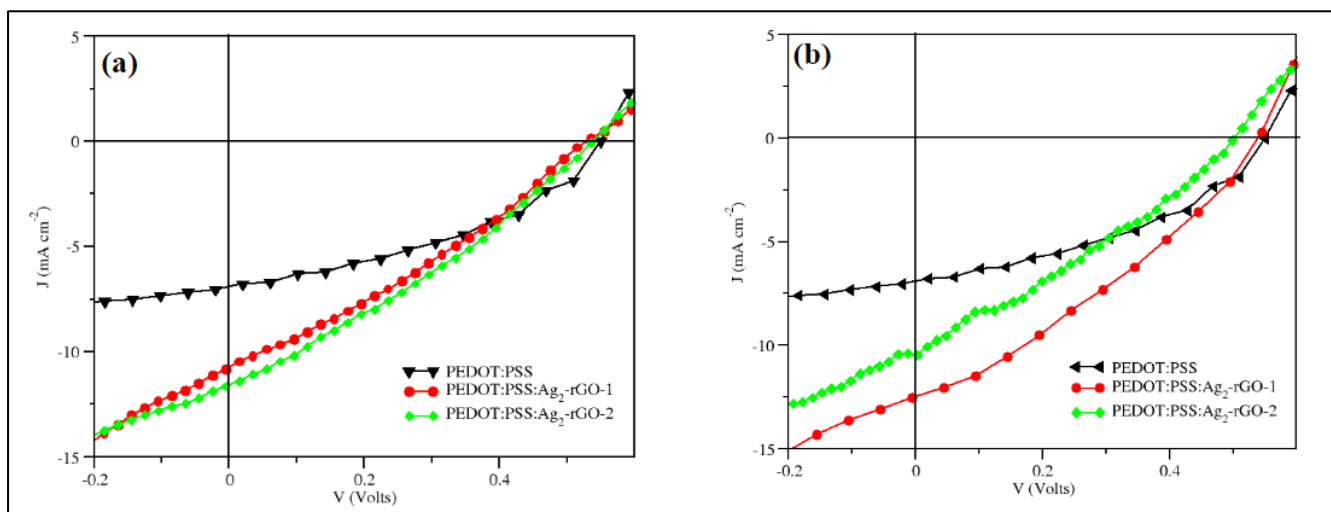 (a)
5
0
-5
-10
-15
J (mA cm⁻²)
-0.2
0
0.2
0.4
V (Volts)
PEDOT:PSS
PEDOT:PSS:Ag₂-rGO-1
PEDOT:PSS:Ag₂-rGO-2
(b)
5
0
-5
-10
-15
J (mA cm⁻²)
-0.2
0
0.2
0.4
V (Volts)
PEDOT:PSS
PEDOT:PSS:Ag₂-rGO-1
PEDOT:PSS:Ag₂-rGO-2